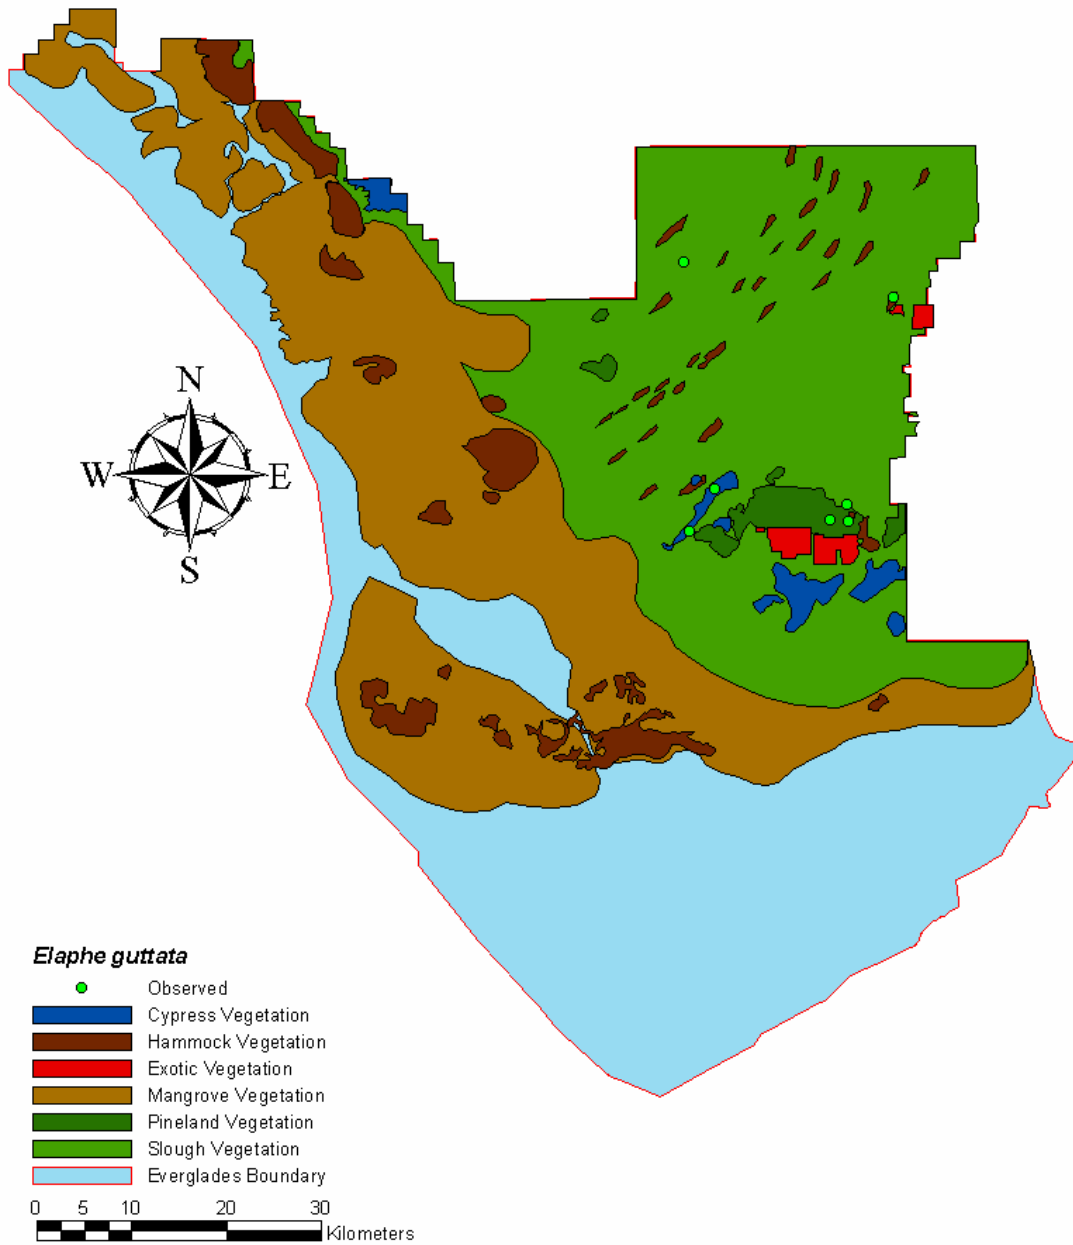 N
W
E
S
Elaphe guttata
Observed
Cypress Vegetation
Hammock Vegetation
Exotic Vegetation
Mangrove Vegetation
Pineland Vegetation
Slough Vegetation
Everglades Boundary
0 5 10 20 30
Kilometers